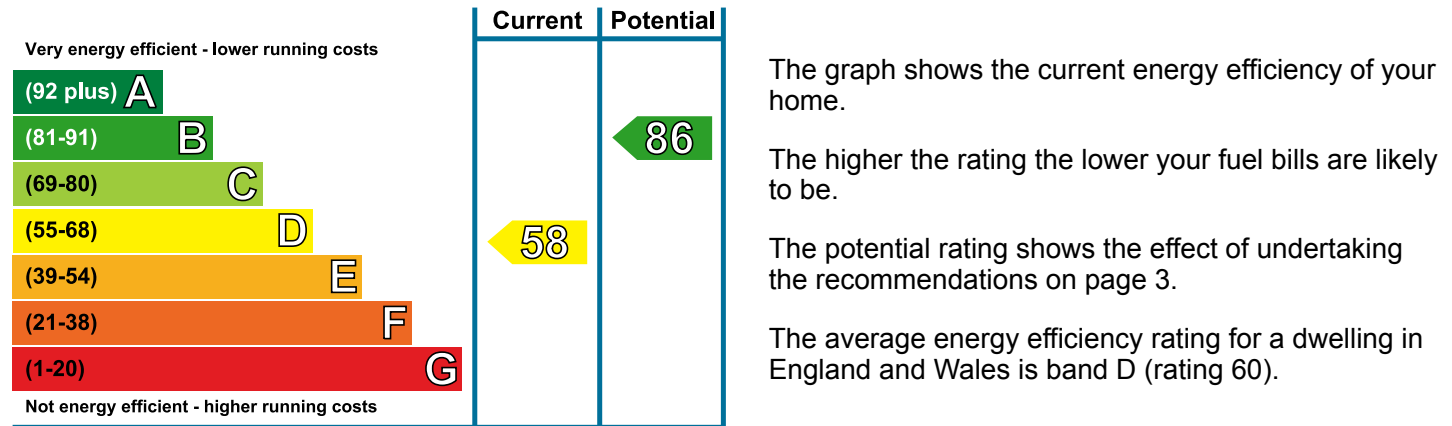 Current Potential
Very energy efficient - lower running costs
(92 plus) A
(81-91) B
86
(69-80) C
(55-68) D
58
(39-54) E
(21-38) F
(1-20) G
Not energy efficient - higher running costs
The graph shows the current energy efficiency of your
home.
The higher the rating the lower your fuel bills are likely
to be.
The potential rating shows the effect of undertaking
the recommendations on page 3.
The average energy efficiency rating for a dwelling in
England and Wales is band D (rating 60).